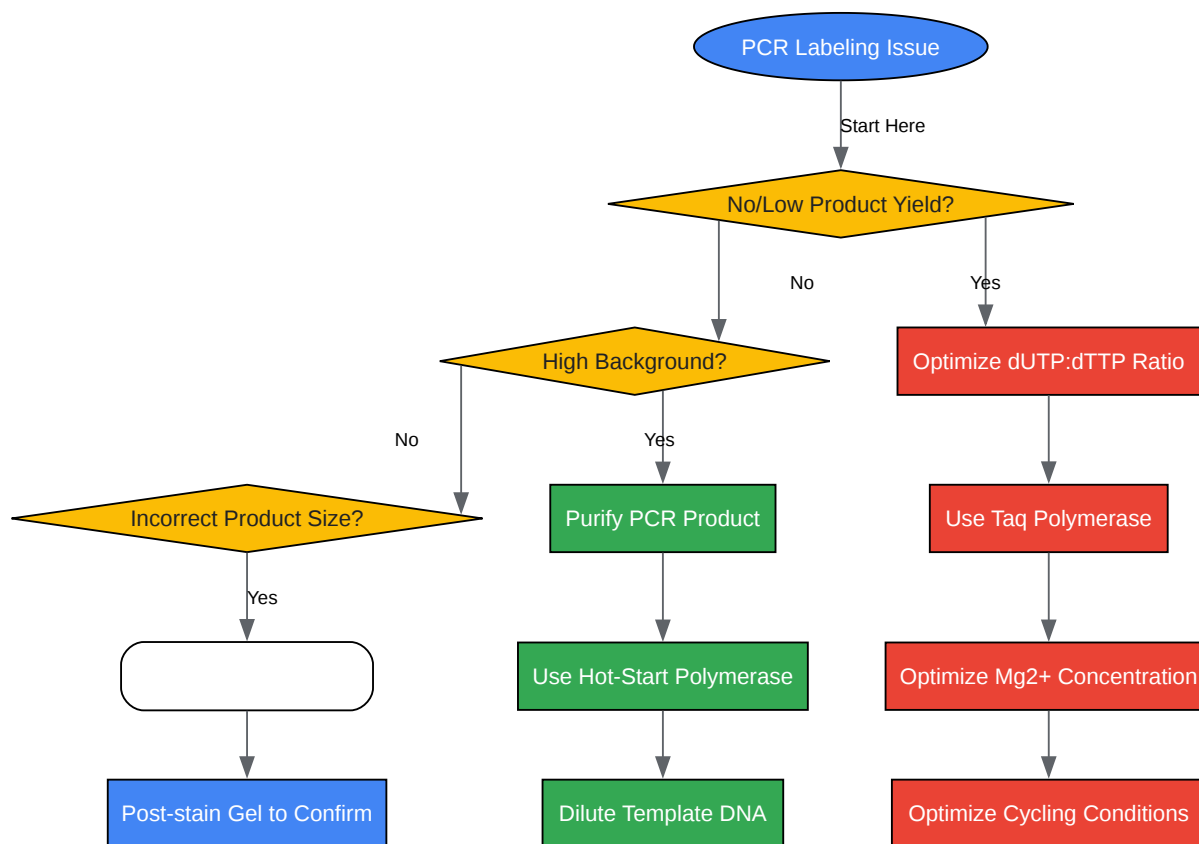 PCR Labeling Issue
Start Here
No/Low Product Yield?
No
Yes
High Background?
Optimize dUTP:dTTP Ratio
No
Yes
Incorrect Product Size?
Purify PCR Product
Use Taq Polymerase
Yes
Use Hot-Start Polymerase
Optimize Mg2+ Concentration
Post-stain Gel to Confirm
Dilute Template DNA
Optimize Cycling Conditions